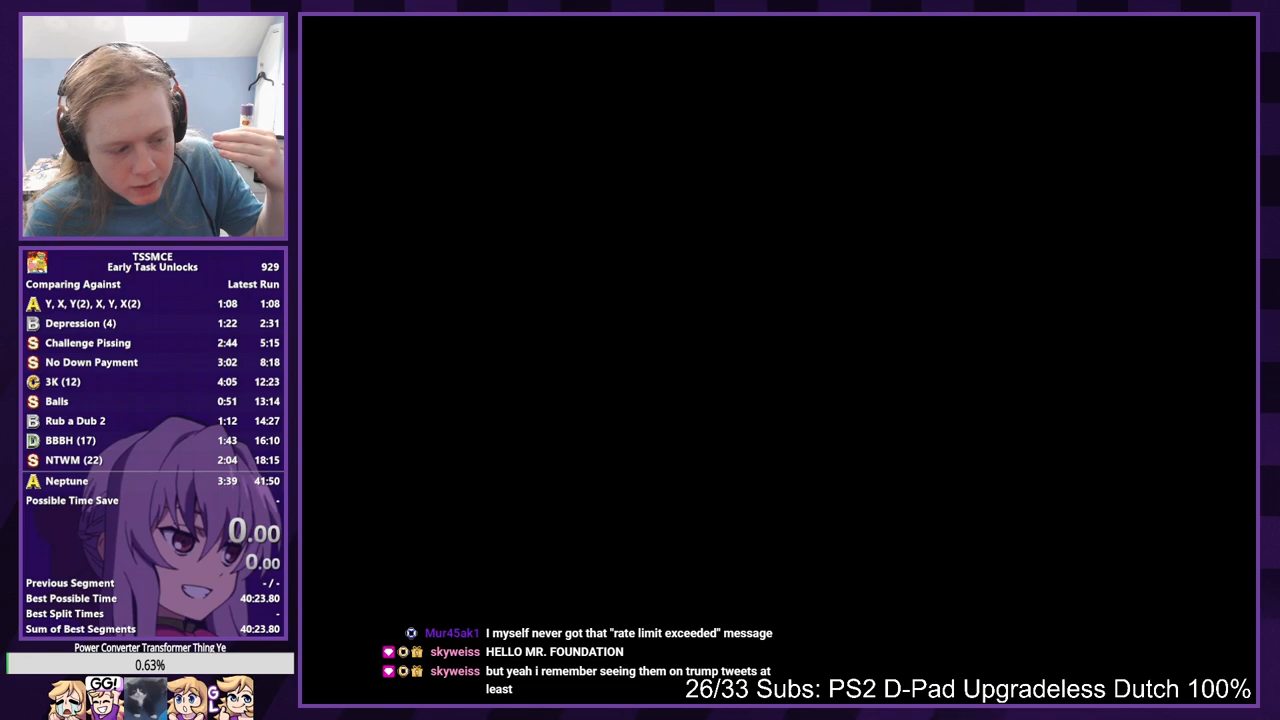 TSSMCE
Early Task Unlocks 929
Comparing Against Latest Run
A Y, X, Y(2), X, Y, X(2) 1:08 1:08
B Depression (4) 1:22 2:31
S Challenge Pissing 2:44 5:15
S No Down Payment 3:02 8:18
C 3K (12) 4:05 12:23
S Balls 0:51 13:14
B Rub a Dub 2 1:12 14:27
D BBBH (17) 1:43 16:10
S NTWM (22) 2:04 18:15
A Neptune 3:39 41:50
Possible Time Save -
0.00
0.00
Previous Segment - / -
Best Possible Time 40:23.80
Best Split Times -
Sum of Best Segments 40:23.80
Power Converter Transformer Thing Ye
0.63%
GG!
GL
Mur45ak1 I myself never got that "rate limit exceeded" message
skyweiss HELLO MR. FOUNDATION
skyweiss but yeah i remember seeing them on trump tweets at
least
26/33 Subs: PS2 D-Pad Upgradeless Dutch 100%